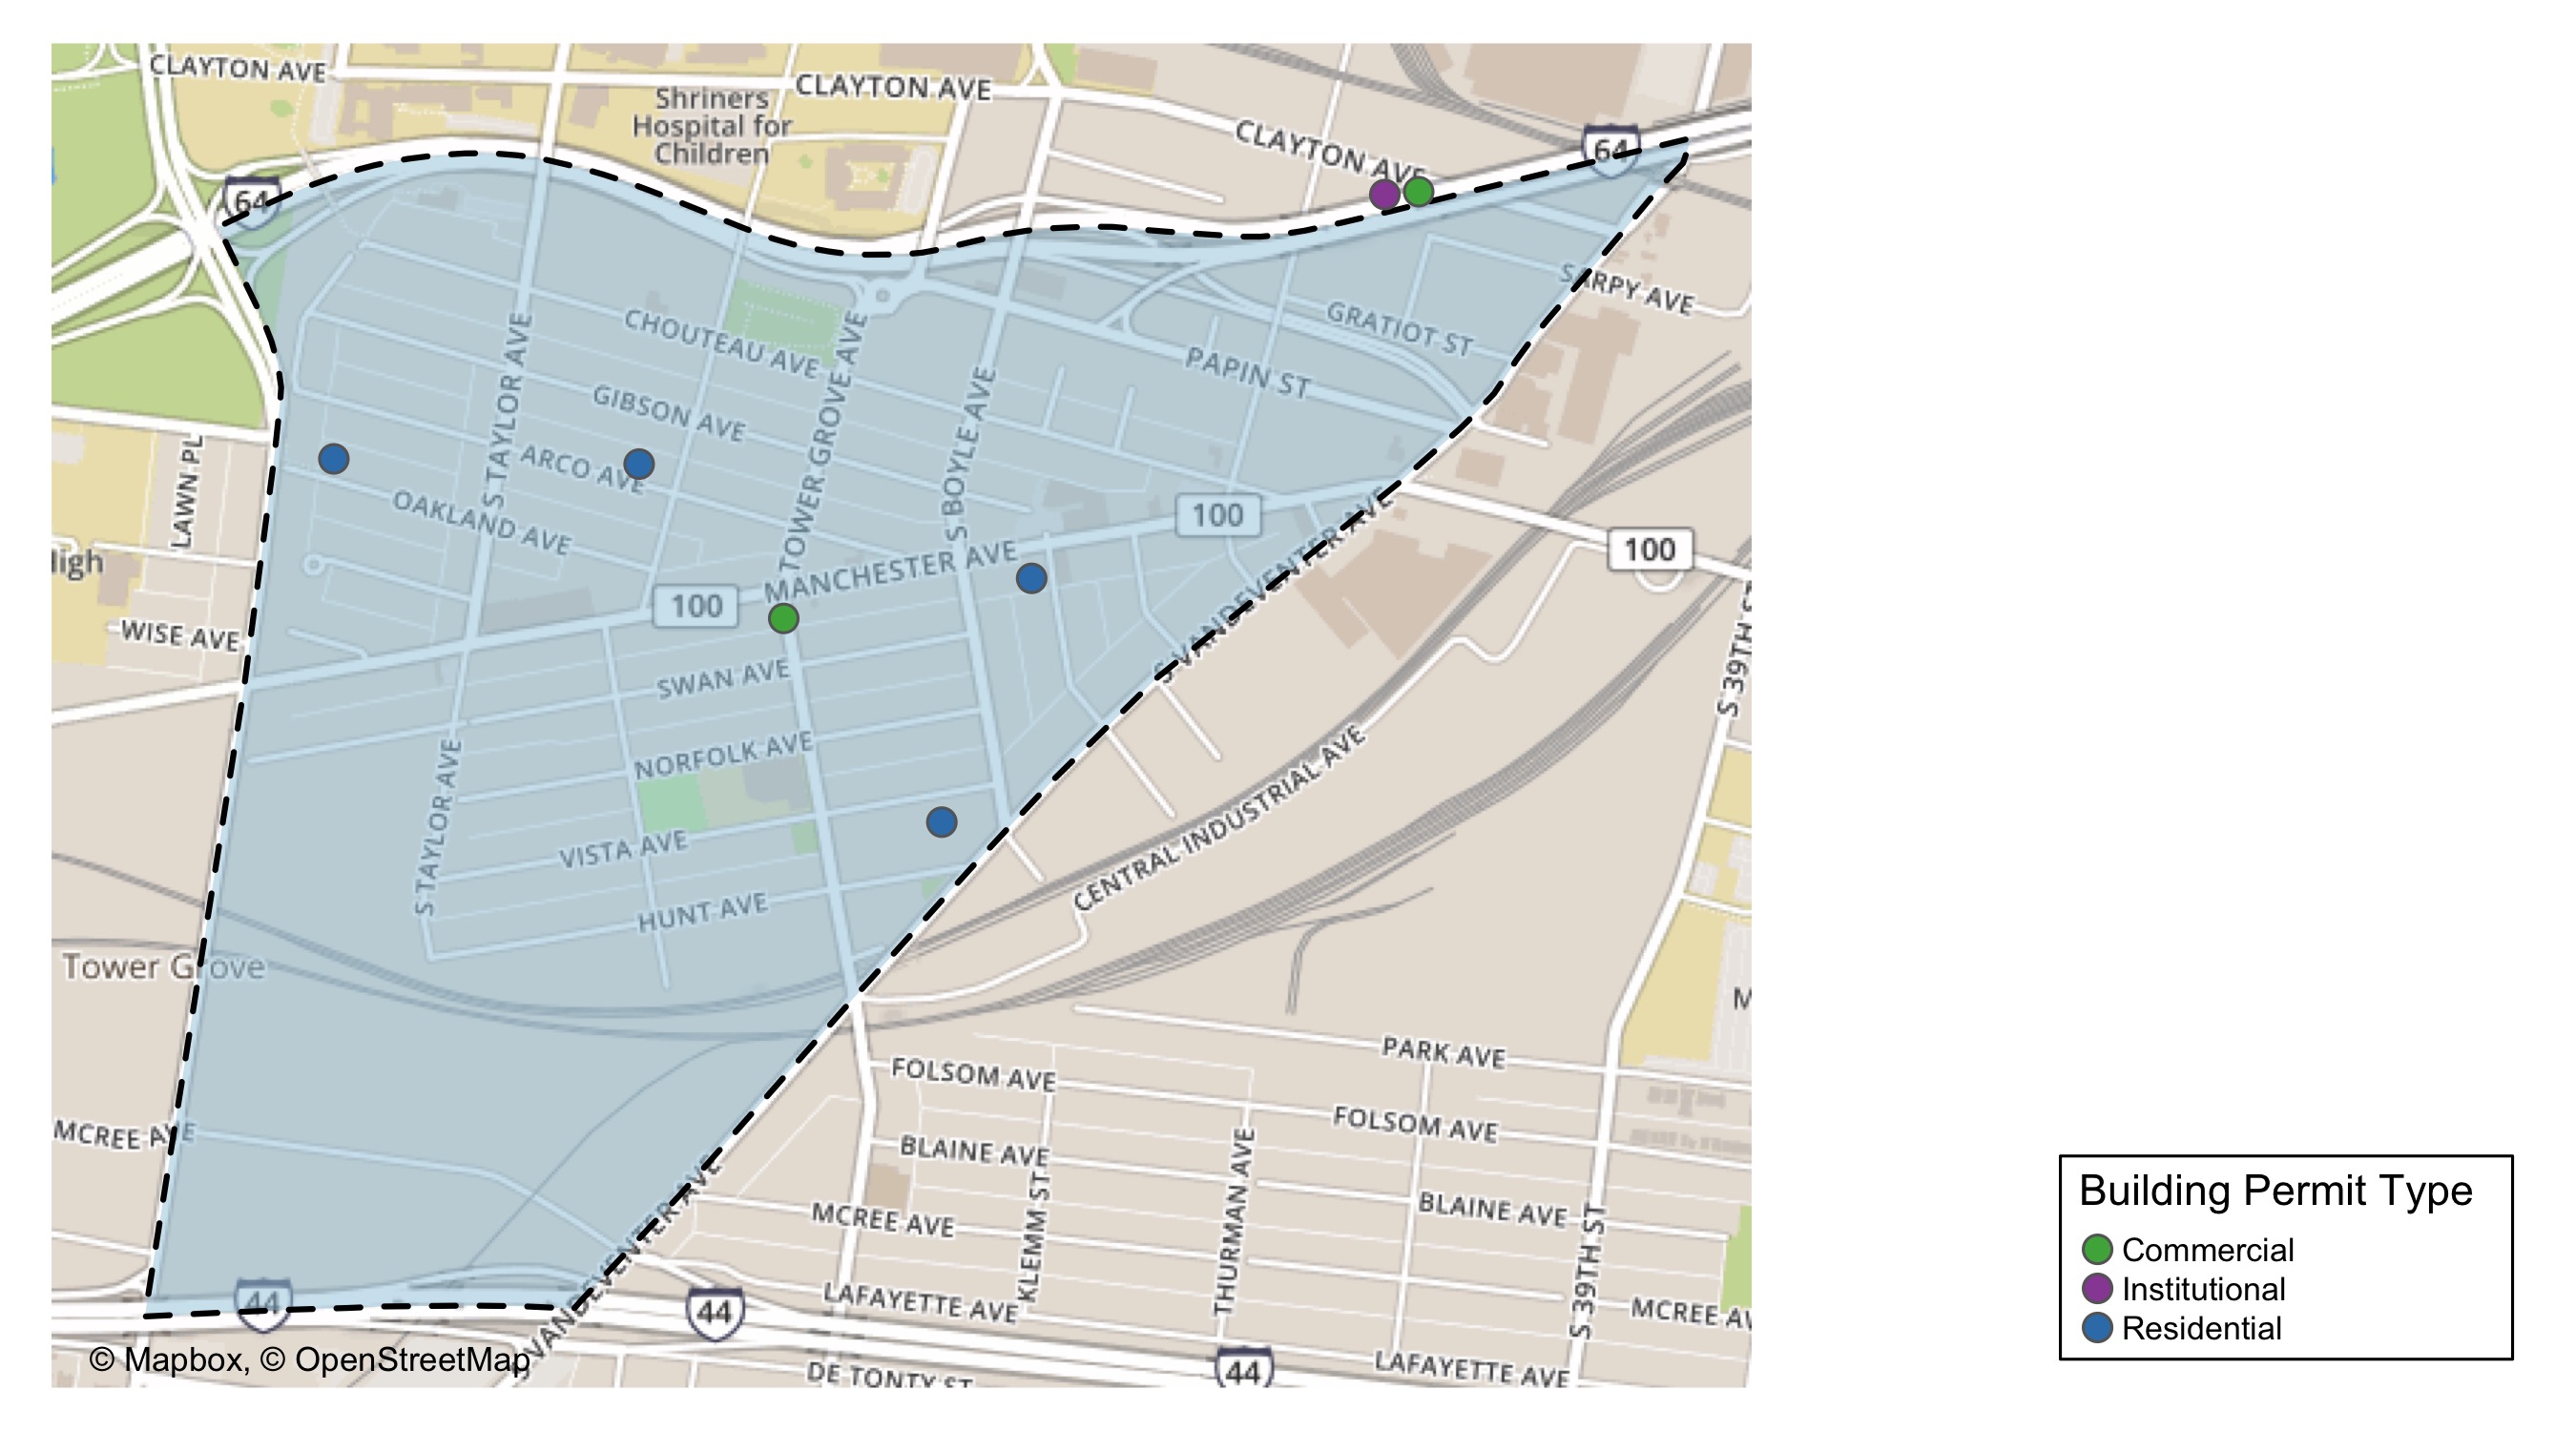 CLAYTON AVE
CLAYTON AVE
Shriners
Hospital for
Children
CLAYTON AVE
64
64
SARPY AVE
GRATIOT ST
CHOUTEAU AVE
PAPIN ST
GIBSON AVE
S TAYLOR AVE
TOWER GROVE AVE
S BOYLE AVE
LAWN PL
ARCO AVE
OAKLAND AVE
100
100
MANCHESTER AVE
100
S VANDEVENTER AVE
WISE AVE
S 39TH ST
SWAN AVE
NORFOLK AVE
S TAYLOR AVE
CENTRAL INDUSTRIAL AVE
VISTA AVE
HUNT AVE
Tower Grove
PARK AVE
FOLSOM AVE
FOLSOM AVE
MCREE AVE
BLAINE AVE
KLEMM ST
THURMAN AVE
BLAINE AVE
MCREE AVE
S 39TH ST
S VANDEVENTER AVE
44
44
LAFAYETTE AVE
MCREE AV
44
LAFAYETTE AVE
DE TONTY ST
© Mapbox, © OpenStreetMap
Building Permit Type
Commercial
Institutional
Residential